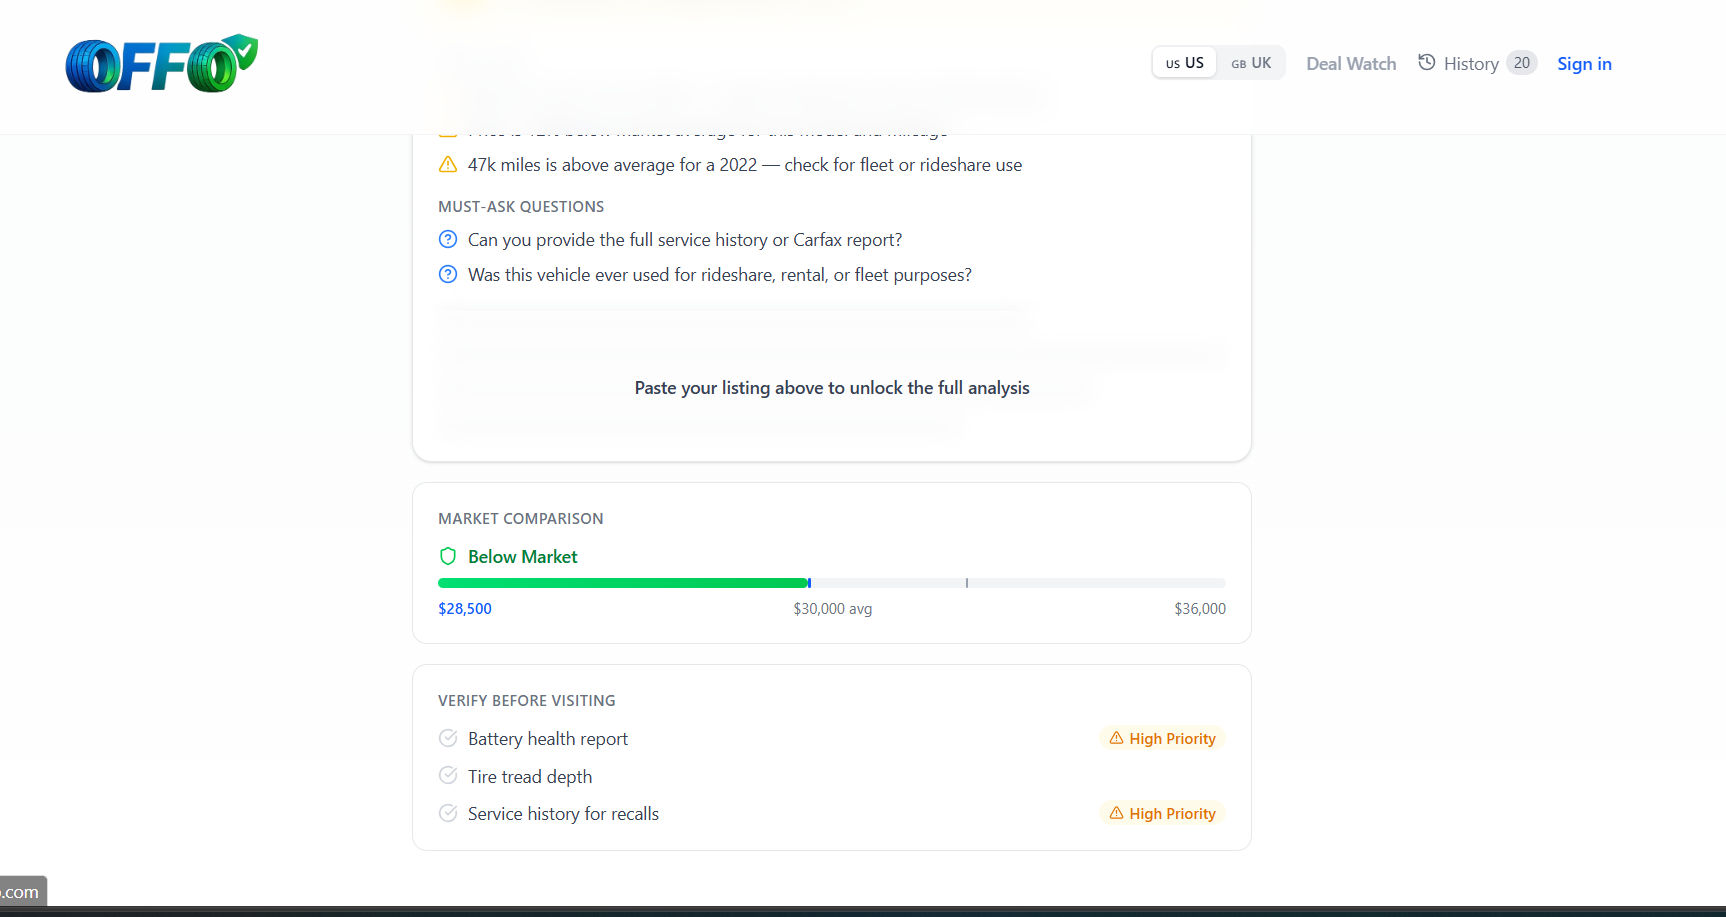 OFFO
US US
GB UK
Deal Watch
History 20
Sign in
47k miles is above average for a 2022 — check for fleet or rideshare use
MUST-ASK QUESTIONS
Can you provide the full service history or Carfax report?
Was this vehicle ever used for rideshare, rental, or fleet purposes?
Paste your listing above to unlock the full analysis
MARKET COMPARISON
Below Market
$28,500
$30,000 avg
$36,000
VERIFY BEFORE VISITING
Battery health report
High Priority
Tire tread depth
Service history for recalls
High Priority
.com